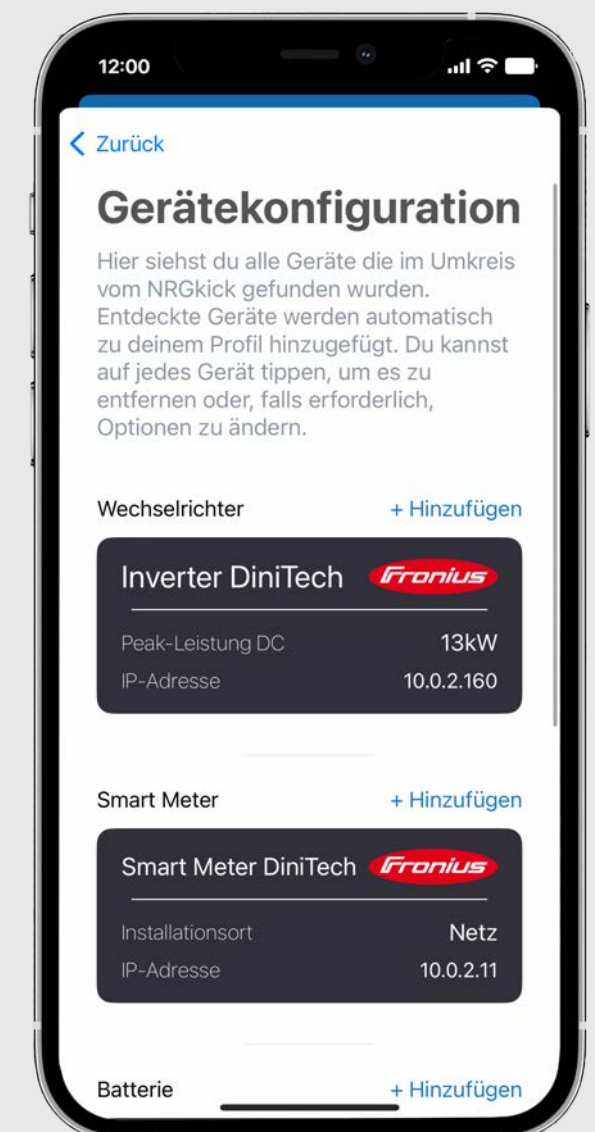 12:00
Zurück
Gerätekonfiguration
Hier siehst du alle Geräte die im Umkreis
vom NRGkick gefunden wurden.
Entdeckte Geräte werden automatisch
zu deinem Profil hinzugefügt. Du kannst
auf jedes Gerät tippen, um es zu
entfernen oder, falls erforderlich,
Optionen zu ändern.
Wechselrichter + Hinzufügen
Inverter DiniTech Fronius
Peak-Leistung DC 13kW
IP-Adresse 10.0.2.160
Smart Meter + Hinzufügen
Smart Meter DiniTech Fronius
Installationsort Netz
IP-Adresse 10.0.2.11
Batterie + Hinzufügen